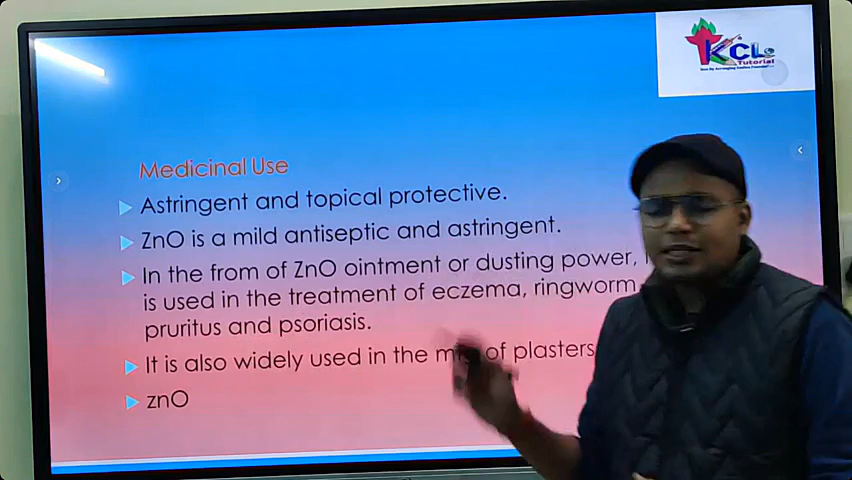 KCL
Tutorial
Medicinal Use
Astringent and topical protective.
ZnO is a mild antiseptic and astringent.
In the from of ZnO ointment or dusting power,
is used in the treatment of eczema, ringworm
pruritus and psoriasis.
It is also widely used in the of plasters
znO